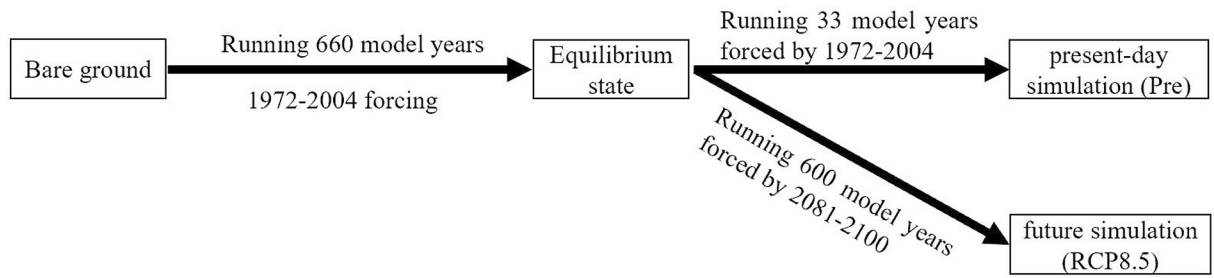 Bare ground
Running 660 model years
1972-2004 forcing
Equilibrium
state
Running 33 model years
forced by 1972-2004
present-day
simulation (Pre)
Running 600 model years
forced by 2081-2100
future simulation
(RCP8.5)